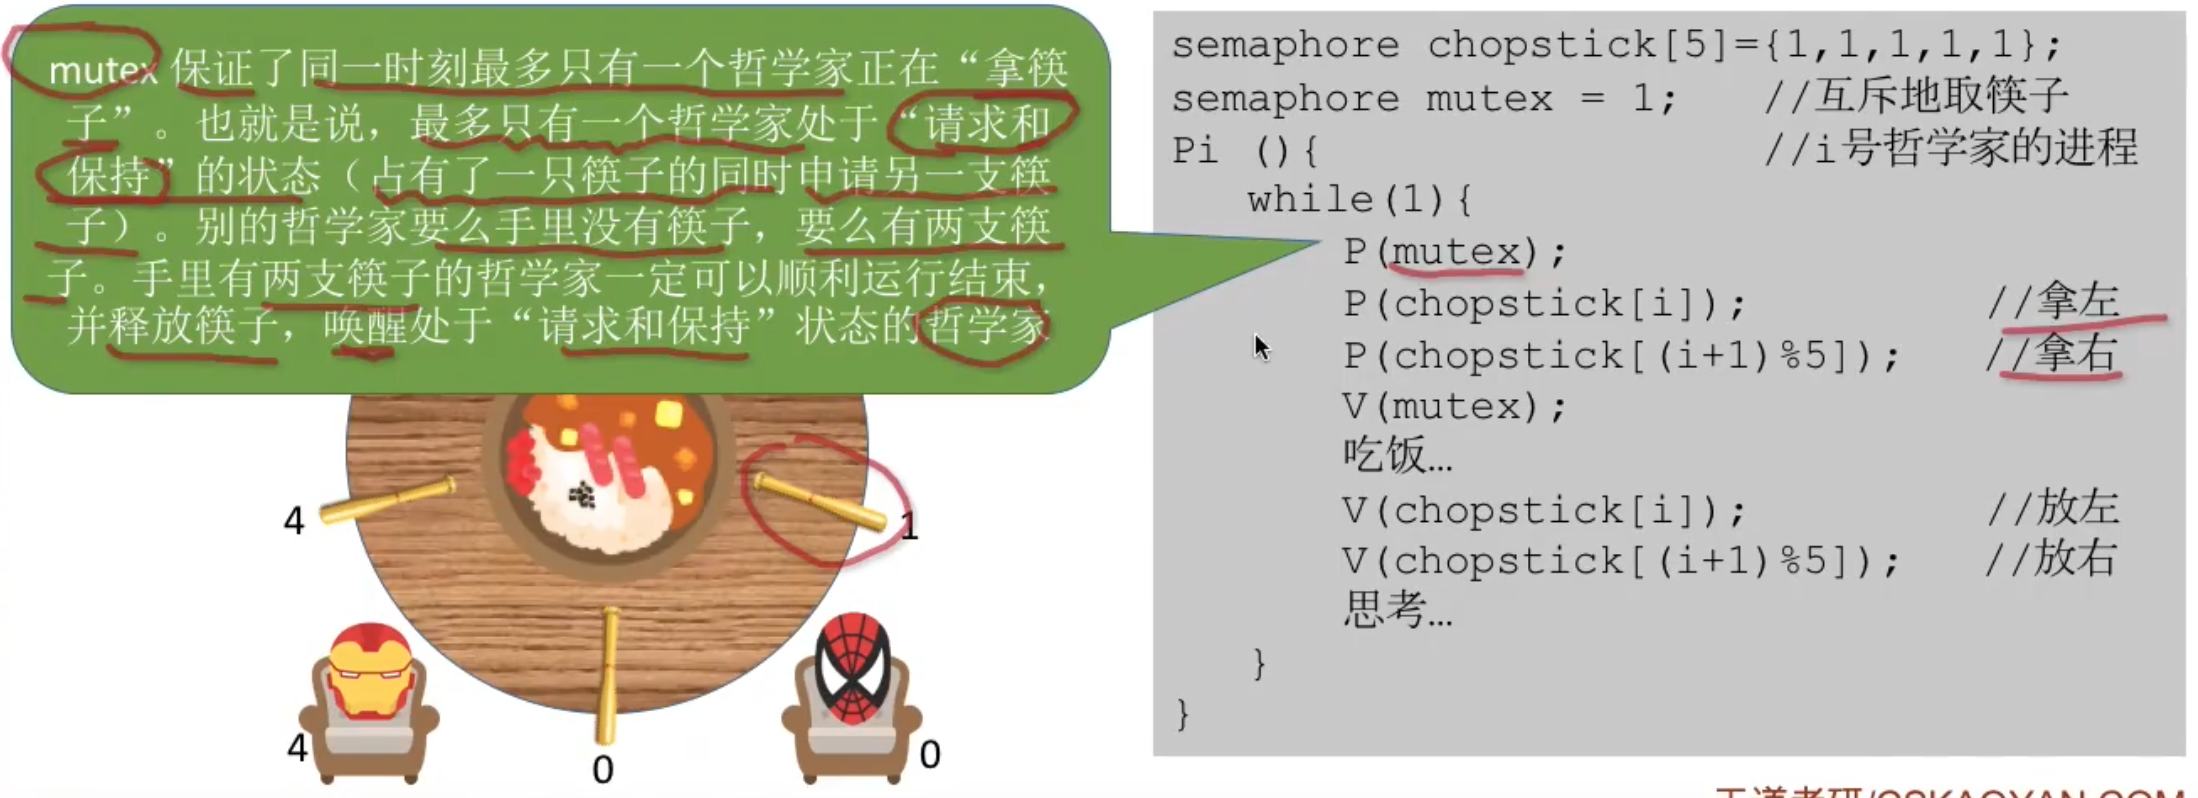 mutex 保证了同一时刻最多只有一个哲学家正在“拿筷
子”。也就是说，最多只有一个哲学家处于“请求和
保持”的状态（占有了一只筷子的同时申请另一支筷
子）。别的哲学家要么手里没有筷子，要么有两支筷
子。手里有两支筷子的哲学家一定可以顺利运行结束，
并释放筷子，唤醒处于“请求和保持”状态的哲学家
4
1
4
0
0
semaphore chopstick[5]={1,1,1,1,1};
semaphore mutex = 1; //互斥地取筷子
Pi (){ //i号哲学家的进程
while(1){
P(mutex);
P(chopstick[i]); //拿左
P(chopstick[(i+1)%5]); //拿右
V(mutex);
吃饭…
V(chopstick[i]); //放左
V(chopstick[(i+1)%5]); //放右
思考…
}
}